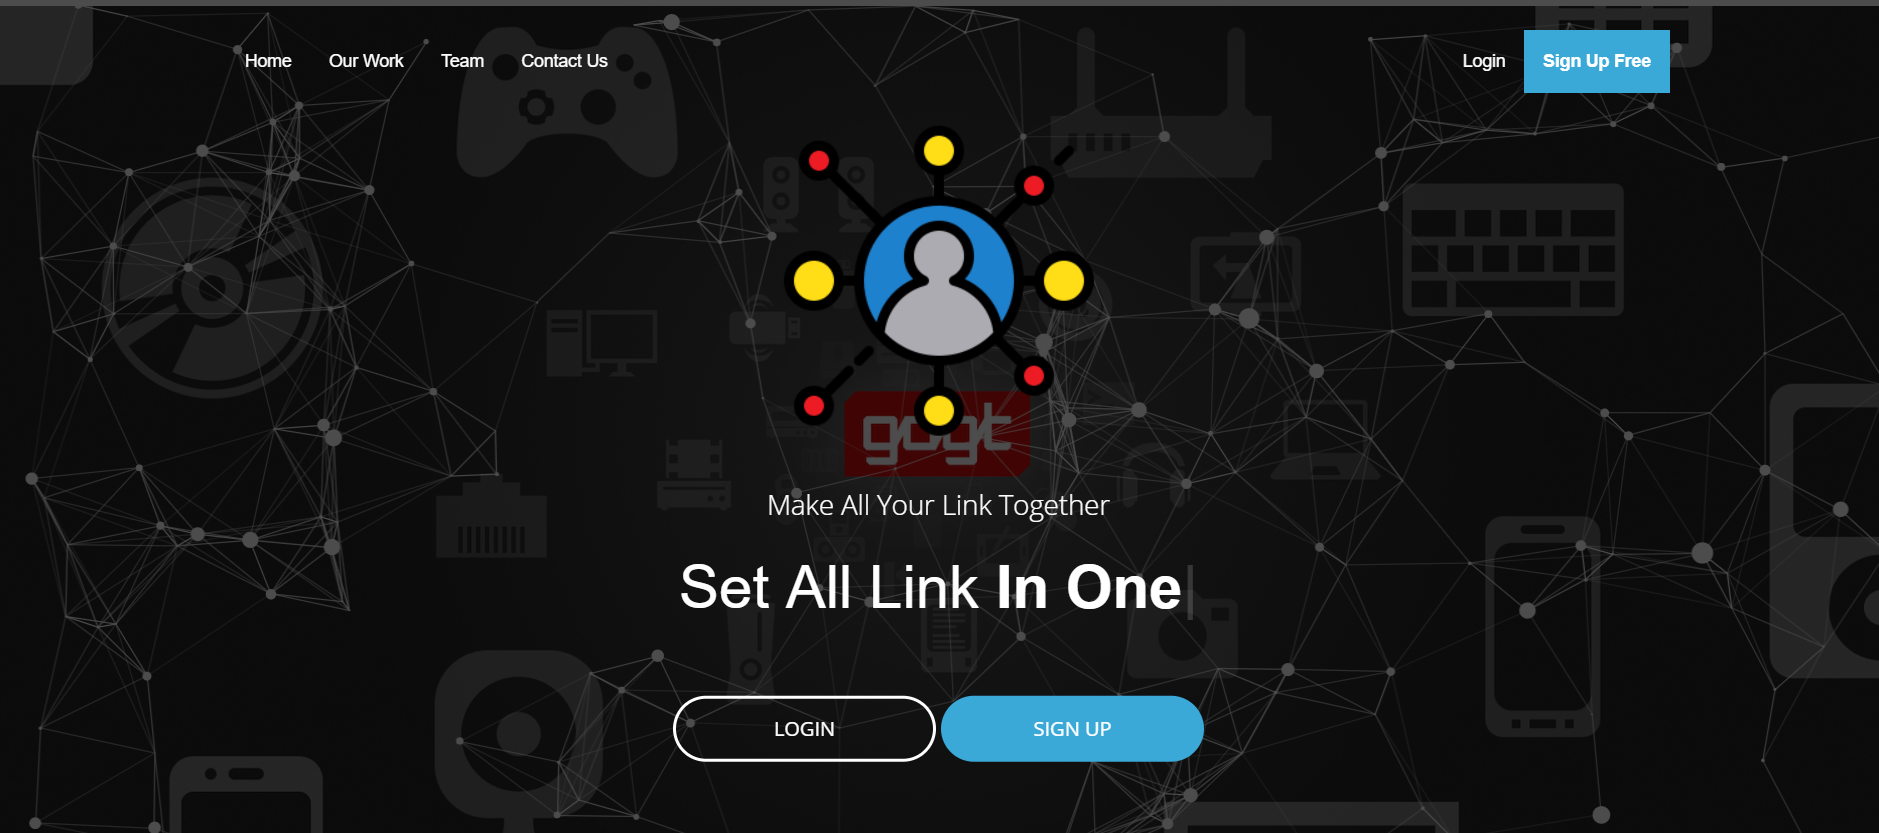 Home Our Work Team Contact Us Login Sign Up Free
gagt
Make All Your Link Together
Set All Link In One
LOGIN SIGN UP